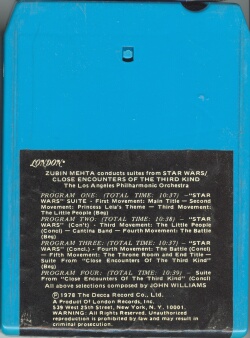 LONDON®
ZUBIN MEHTA conducts suites from STAR WARS/
CLOSE ENCOUNTERS OF THE THIRD KIND
The Los Angeles Philharmonic Orchestra
PROGRAM ONE: (TOTAL TIME: 10:37) -"STAR
WARS" SUITE - First Movement: Main Title - Second
Movement: Princess Leia's Theme - Third Movement:
The Little People (Beg)
PROGRAM TWO: (TOTAL TIME: 10:38) - "STAR
WARS" (Con't) - Third Movement: The Little People
(Concl) - Cantina Band - Fourth Movement: The Battle
(Beg)
PROGRAM THREE: (TOTAL TIME: 10:37) - "STAR
WARS" (Concl.) - Fourth Movement: The Battle (Concl)
- Fifth Movement: The Throne Room and End Title -
Suite From "Close Encounters Of The Third Kind"
(Beg)
PROGRAM FOUR: (TOTAL TIME: 10:39) - Suite
From "Close Encounters Of The Third Kind" (Concl)
All above selections composed by JOHN WILLIAMS
© 1978 The Decca Record Co., Ltd.
A Product Of London Records, Inc.
539 West 25th Street, N. Y., N. Y. 10001.
WARNING: All Rights Reserved. Unauthorized
reproduction is prohibited by law and may result in
criminal prosecution.